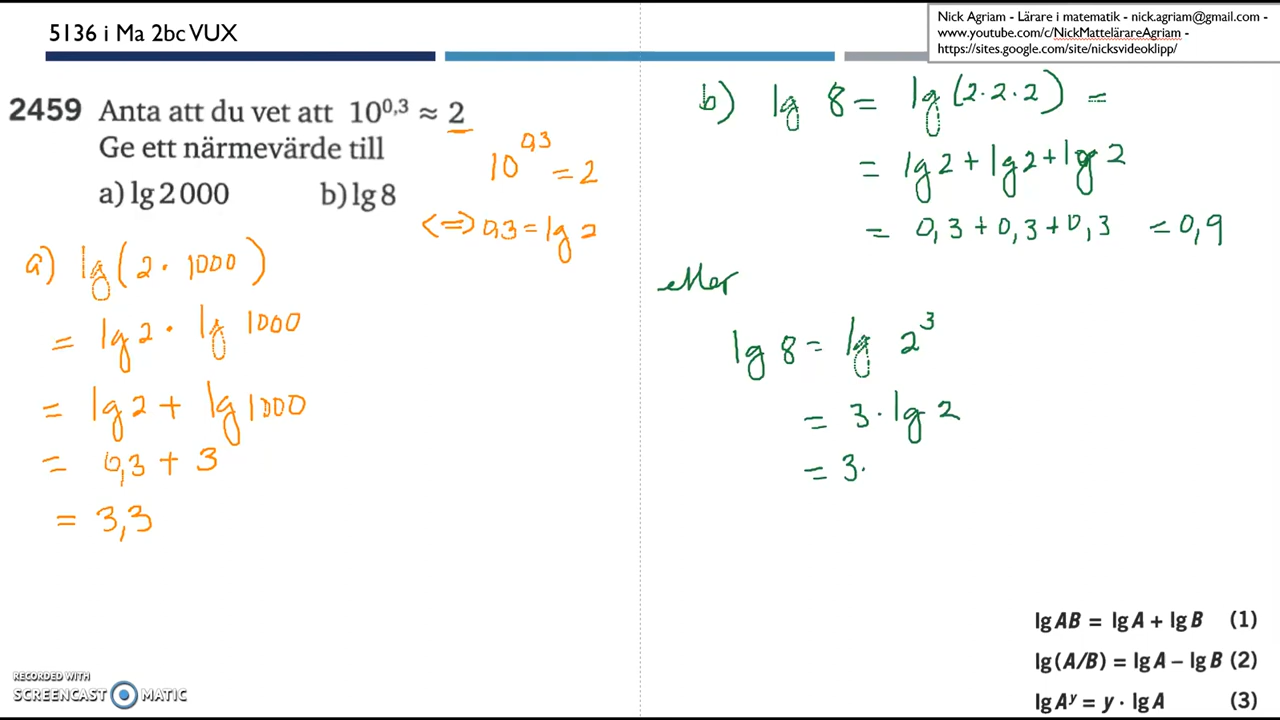 5136 i Ma 2bc VUX
Nick Agriam - Lärare i matematik - nick.agriam@gmail.com -
www.youtube.com/c/NickMattelärareAgriam -
https://sites.google.com/site/nicksvideoklipp/
2459 Anta att du vet att 10^0,3 ≈ 2
Ge ett närmevärde till
a) lg 2 000 b) lg 8
10^0,3 = 2
<=> 0,3 = lg 2
a) lg(2 · 1000)
= lg 2 · lg 1000
= lg 2 + lg 1000
= 0,3 + 3
= 3,3
b) lg 8 = lg(2·2·2) =
= lg 2 + lg 2 + lg 2
= 0,3 + 0,3 + 0,3 = 0,9
eller
lg 8 = lg 2^3
= 3 · lg 2
= 3·
lg AB = lg A + lg B (1)
lg(A/B) = lg A − lg B (2)
lg A^y = y · lg A (3)
RECORDED WITH
SCREENCAST MATIC